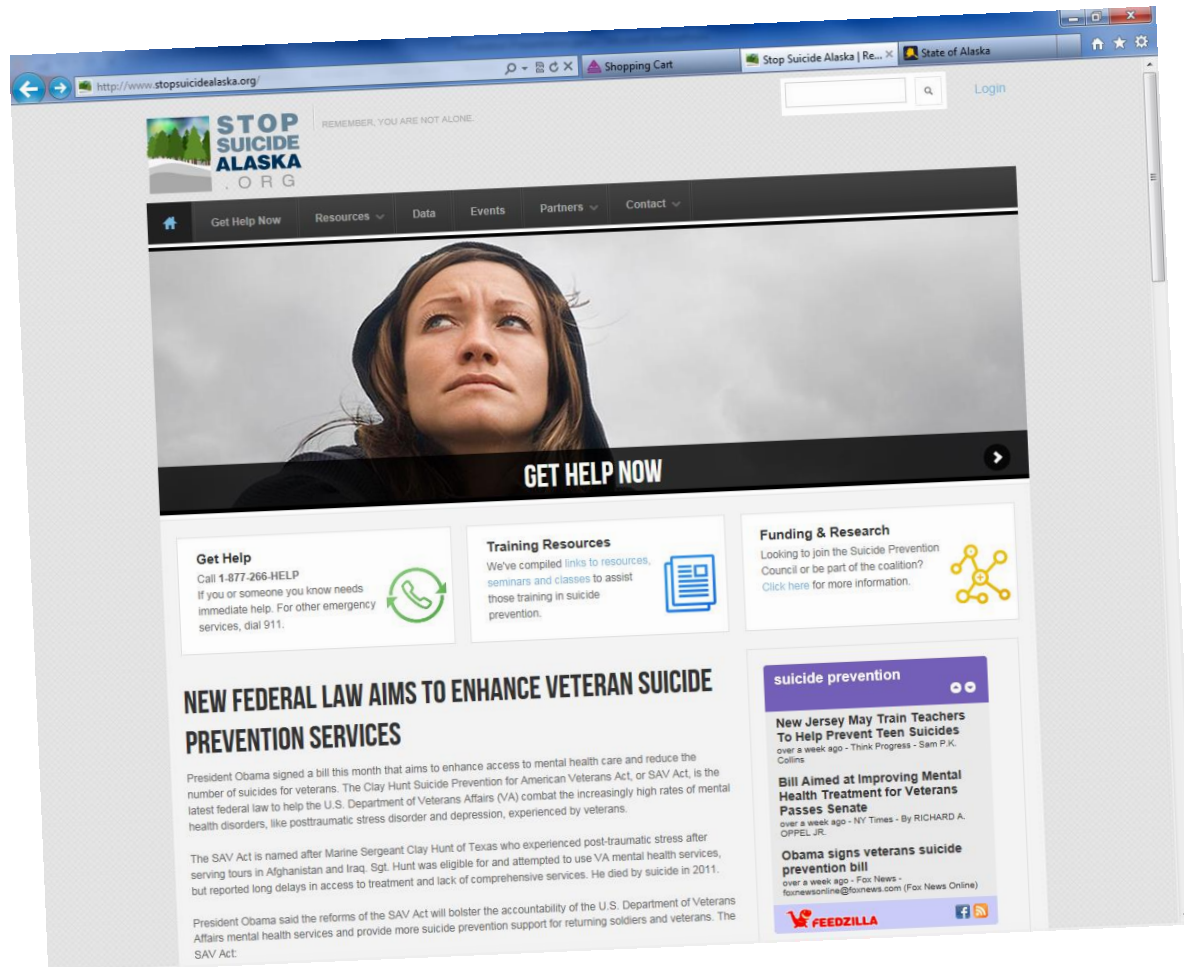 http://www.stopsuicidealaska.org/
Shopping Cart
Stop Suicide Alaska | Re...
State of Alaska
Login
STOP
SUICIDE
ALASKA
.ORG
REMEMBER, YOU ARE NOT ALONE.
Get Help Now
Resources
Data
Events
Partners
Contact
GET HELP NOW
Get Help
Call 1-877-266-HELP
If you or someone you know needs
immediate help. For other emergency
services, dial 911.
Training Resources
We've compiled links to resources,
seminars and classes to assist
those training in suicide
prevention.
Funding & Research
Looking to join the Suicide Prevention
Council or be part of the coalition?
Click here for more information.
NEW FEDERAL LAW AIMS TO ENHANCE VETERAN SUICIDE
PREVENTION SERVICES
President Obama signed a bill this month that aims to enhance access to mental health care and reduce the
number of suicides for veterans. The Clay Hunt Suicide Prevention for American Veterans Act, or SAV Act, is the
latest federal law to help the U.S. Department of Veterans Affairs (VA) combat the increasingly high rates of mental
health disorders, like posttraumatic stress disorder and depression, experienced by veterans.
The SAV Act is named after Marine Sergeant Clay Hunt of Texas who experienced post-traumatic stress after
serving tours in Afghanistan and Iraq. Sgt. Hunt was eligible for and attempted to use VA mental health services,
but reported long delays in access to treatment and lack of comprehensive services. He died by suicide in 2011.
President Obama said the reforms of the SAV Act will bolster the accountability of the U.S. Department of Veterans
Affairs mental health services and provide more suicide prevention support for returning soldiers and veterans. The
SAV Act:
suicide prevention
New Jersey May Train Teachers
To Help Prevent Teen Suicides
over a week ago - Think Progress - Sam P.K.
Collins
Bill Aimed at Improving Mental
Health Treatment for Veterans
Passes Senate
over a week ago - NY Times - By RICHARD A.
OPPEL JR.
Obama signs veterans suicide
prevention bill
over a week ago - Fox News -
foxnewsonline@foxnews.com (Fox News Online)
FEEDZILLA